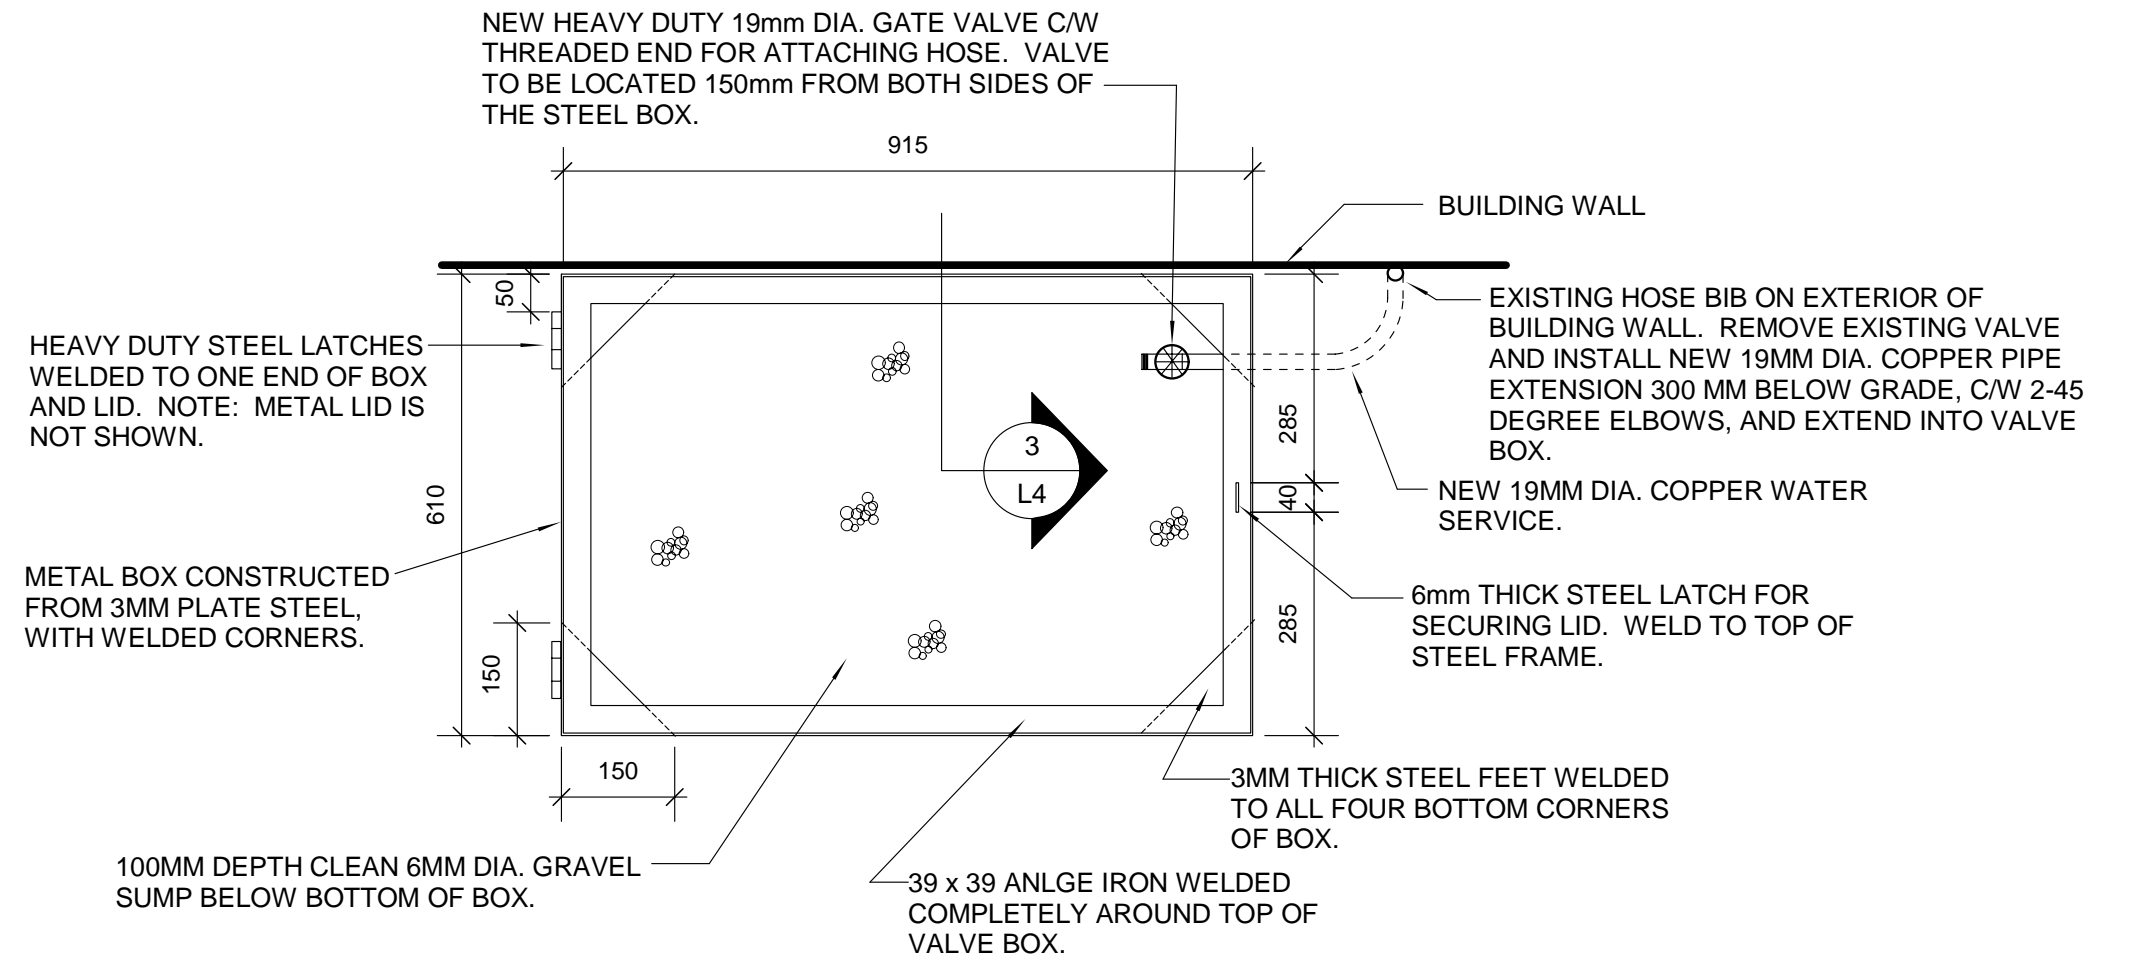 NEW HEAVY DUTY 19mm DIA. GATE VALVE C/W
THREADED END FOR ATTACHING HOSE.  VALVE
TO BE LOCATED 150mm FROM BOTH SIDES OF
THE STEEL BOX.
915
BUILDING WALL
50
EXISTING HOSE BIB ON EXTERIOR OF
BUILDING WALL.  REMOVE EXISTING VALVE
AND INSTALL NEW 19MM DIA. COPPER PIPE
EXTENSION 300 MM BELOW GRADE, C/W 2-45
DEGREE ELBOWS, AND EXTEND INTO VALVE
BOX.
HEAVY DUTY STEEL LATCHES
WELDED TO ONE END OF BOX
AND LID.  NOTE:  METAL LID IS
NOT SHOWN.
285
3
L4
610
40
NEW 19MM DIA. COPPER WATER
SERVICE.
METAL BOX CONSTRUCTED
FROM 3MM PLATE STEEL,
WITH WELDED CORNERS.
285
6mm THICK STEEL LATCH FOR
SECURING LID.  WELD TO TOP OF
STEEL FRAME.
150
150
3MM THICK STEEL FEET WELDED
TO ALL FOUR BOTTOM CORNERS
OF BOX.
100MM DEPTH CLEAN 6MM DIA. GRAVEL
SUMP BELOW BOTTOM OF BOX.
39 x 39 ANLGE IRON WELDED
COMPLETELY AROUND TOP OF
VALVE BOX.